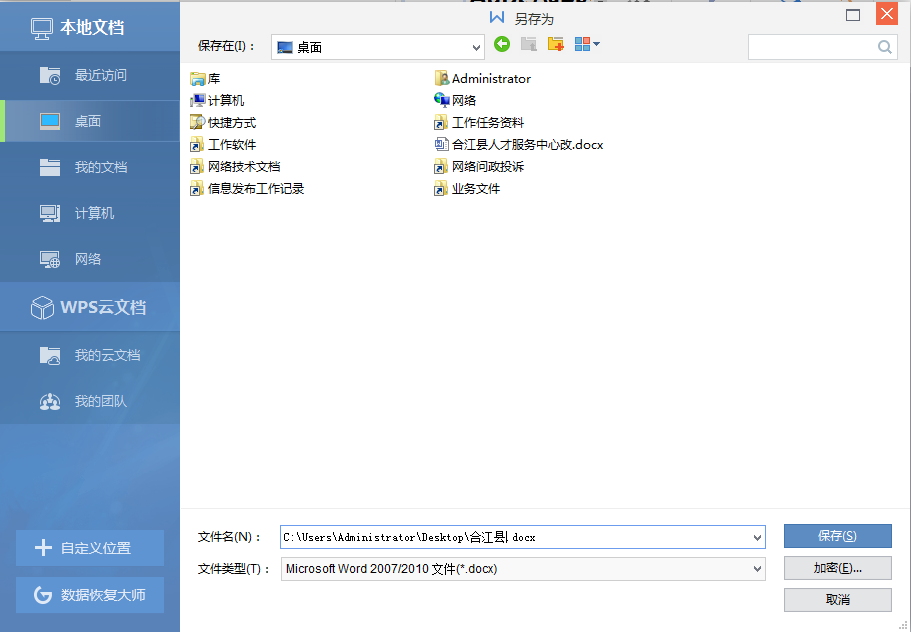 另存为
本地文档
最近访问
桌面
我的文档
计算机
网络
WPS云文档
我的云文档
我的团队
自定义位置
数据恢复大师
保存在(I)：
桌面
库
Administrator
计算机
网络
快捷方式
工作任务资料
工作软件
合江县人才服务中心改.docx
网络技术文档
网络问政投诉
信息发布工作记录
业务文件
文件名(N)：
C:\Users\Administrator\Desktop\合江县 docx
保存(S)
文件类型(T)：
Microsoft Word 2007/2010 文件(*.docx)
加密(E)...
取消